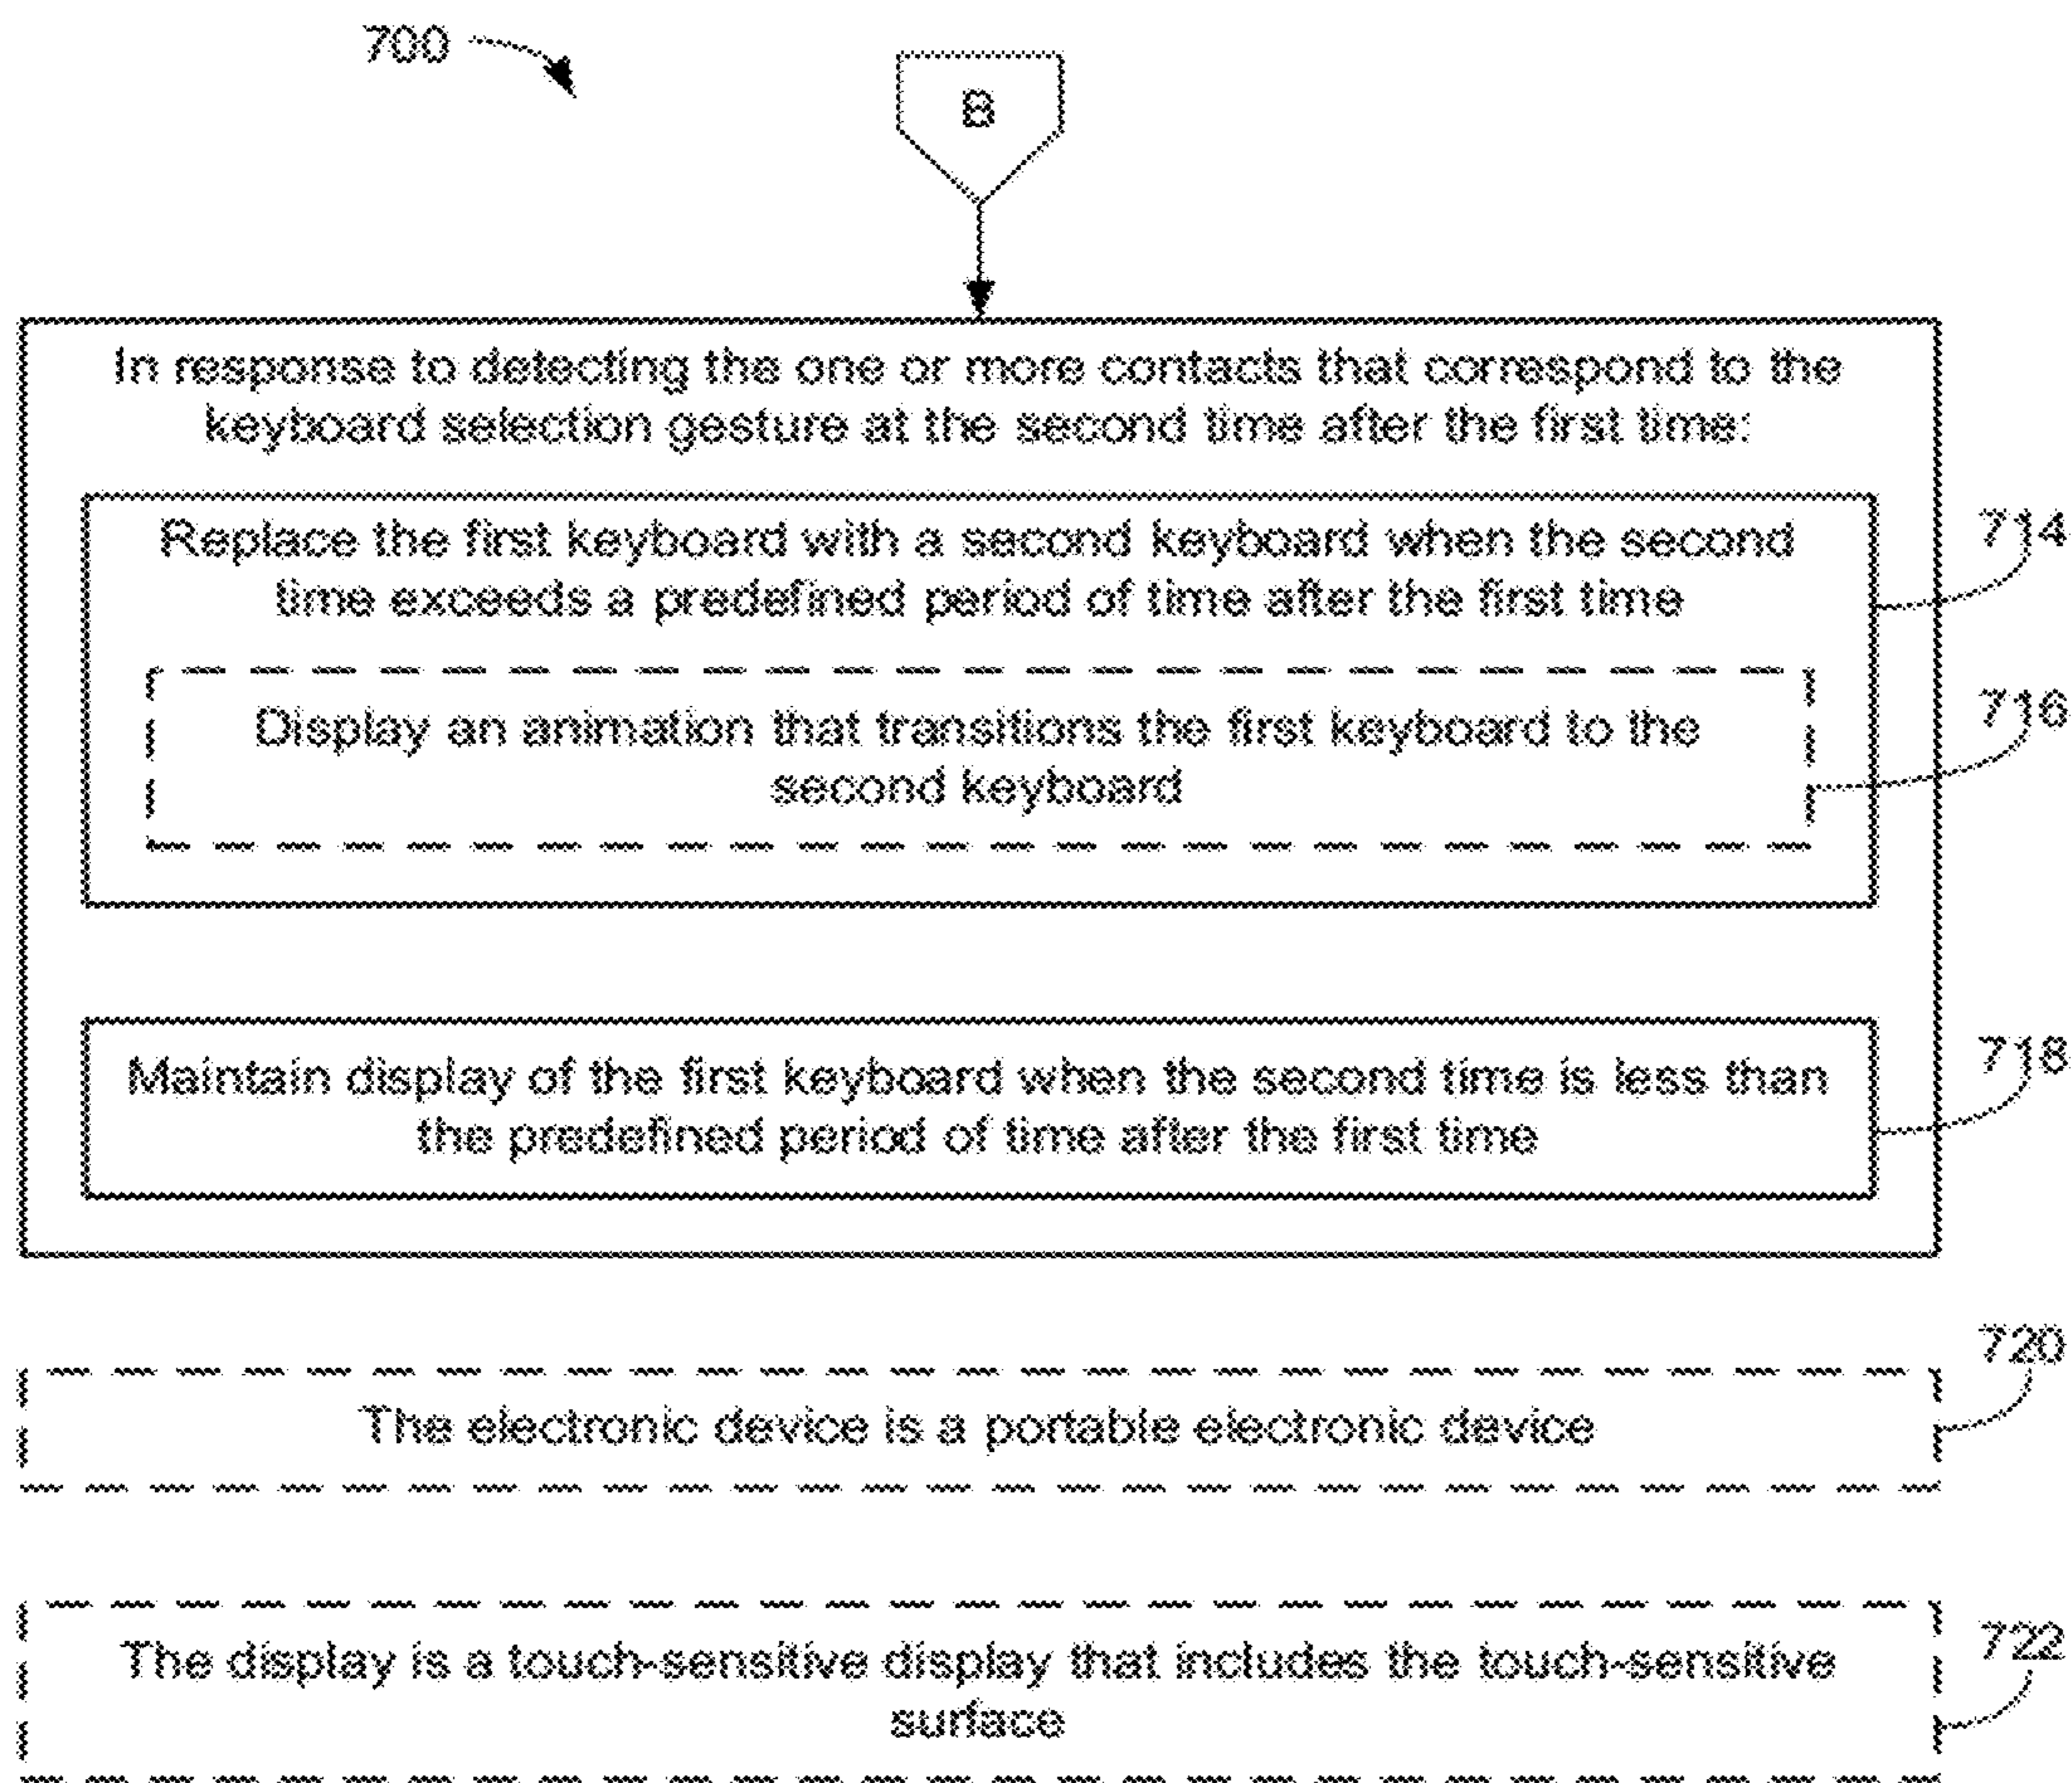 700
B
In response to detecting the one or more contacts that correspond to the
keyboard selection gesture at the second time after the first time:
Replace the first keyboard with a second keyboard when the second
time exceeds a predefined period of time after the first time
714
Display an animation that transitions the first keyboard to the
second keyboard
716
Maintain display of the first keyboard when the second time is less than
the predefined period of time after the first time
718
The electronic device is a portable electronic device
720
The display is a touch-sensitive display that includes the touch-sensitive
surface
722